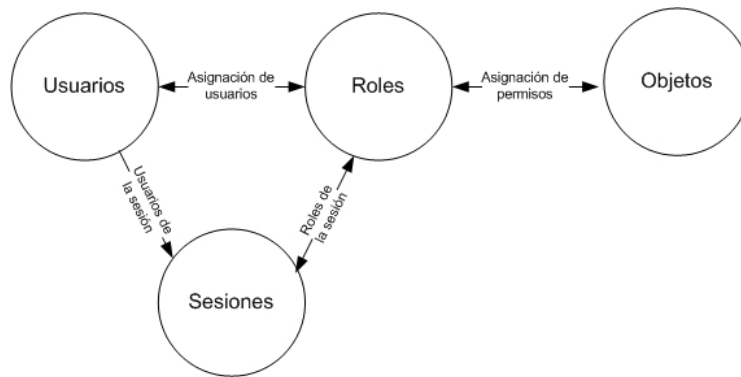 Usuarios
Asignación de
usuarios
Roles
Asignación de
permisos
Objetos
Usuarios de
la sesión
Roles de
la sesión
Sesiones